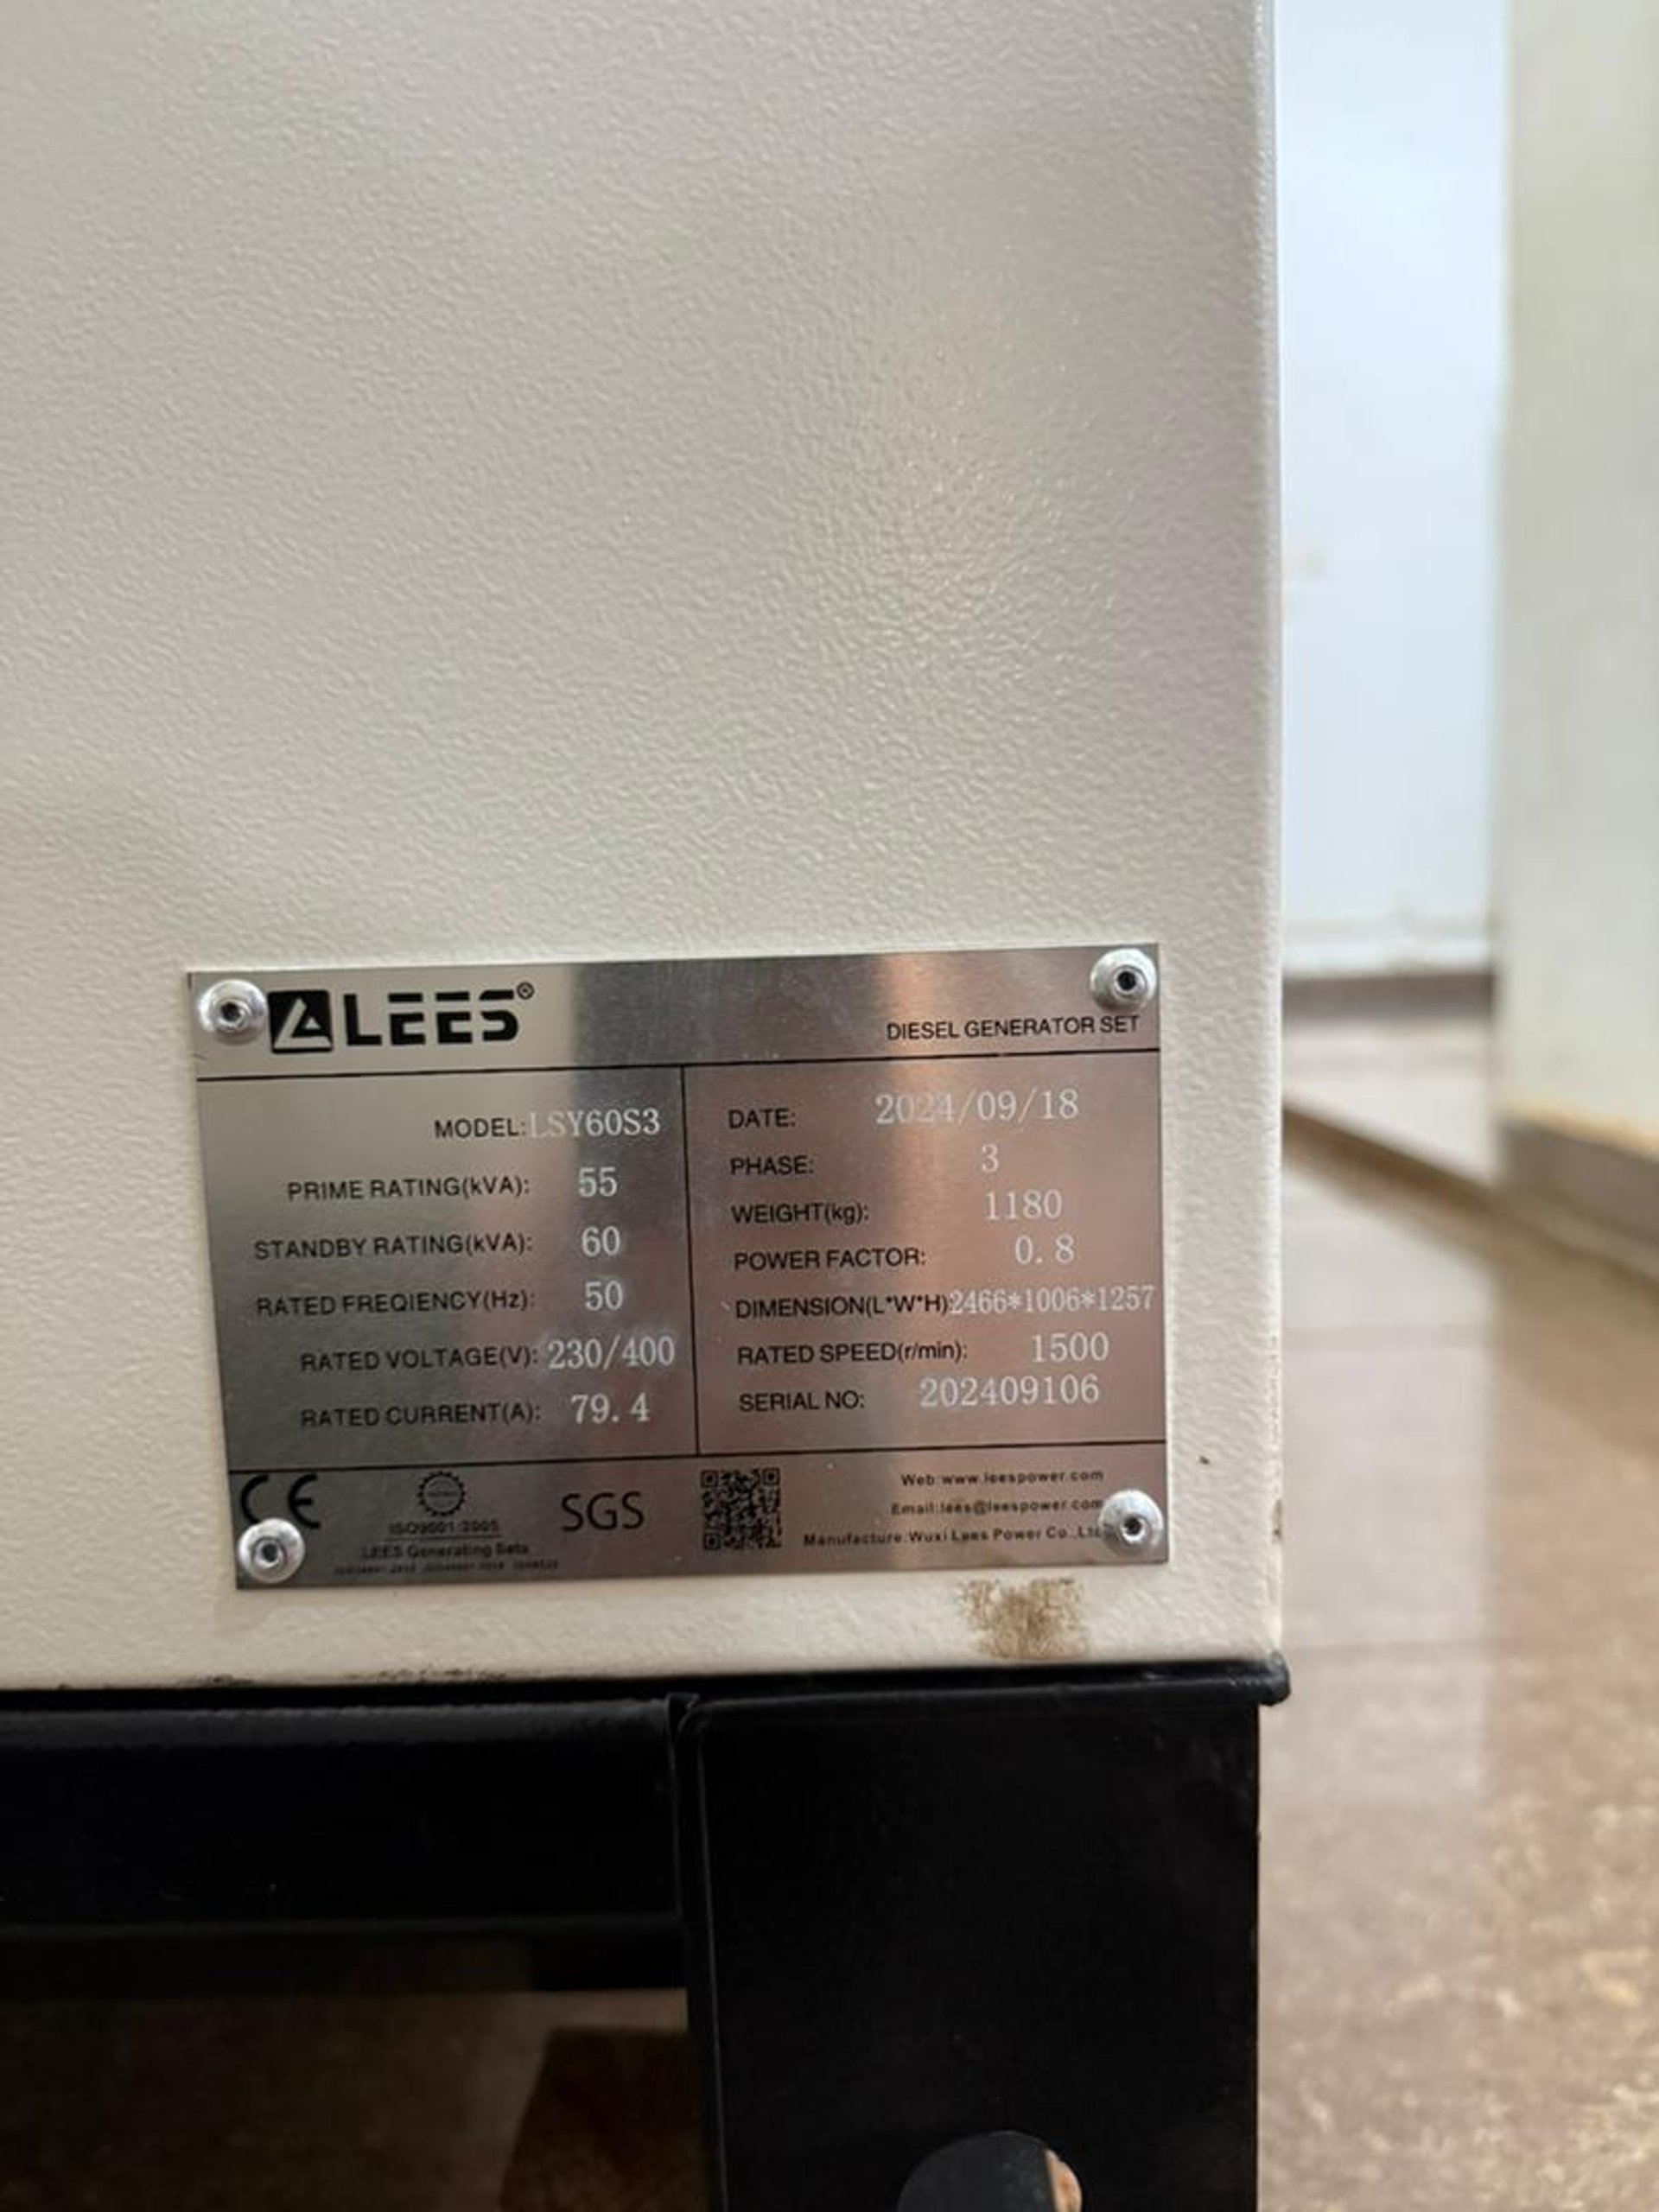 LEES®
DIESEL GENERATOR SET
MODEL: LSY60S3
PRIME RATING(kVA): 55
STANDBY RATING(kVA): 60
RATED FREQIENCY(Hz): 50
RATED VOLTAGE(V): 230/400
RATED CURRENT(A): 79.4
DATE: 2024/09/18
PHASE: 3
WEIGHT(kg): 1180
POWER FACTOR: 0.8
DIMENSION(L*W*H): 2466*1006*1257
RATED SPEED(r/min): 1500
SERIAL NO: 202409106
CE
ISO9001:2005
LEES Generating Sets
SGS
Web:www.leespower.com
Email:lees@leespower.com
Manufacture:Wuxi Lees Power Co.,Ltd